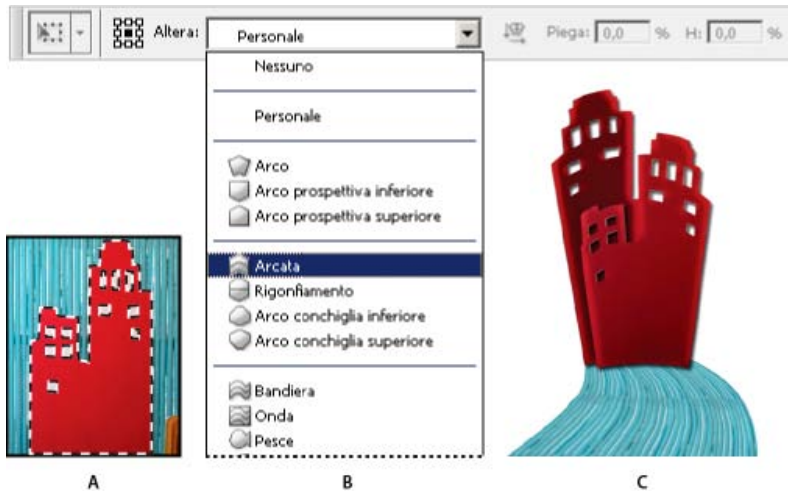 Altera: Personale Piega: 0,0 % H: 0,0 %
Nessuno
Personale
Arco
Arco prospettiva inferiore
Arco prospettiva superiore
Arcata
Rigonfiamento
Arco conchiglia inferiore
Arco conchiglia superiore
Bandiera
Onda
Pesce
A B C